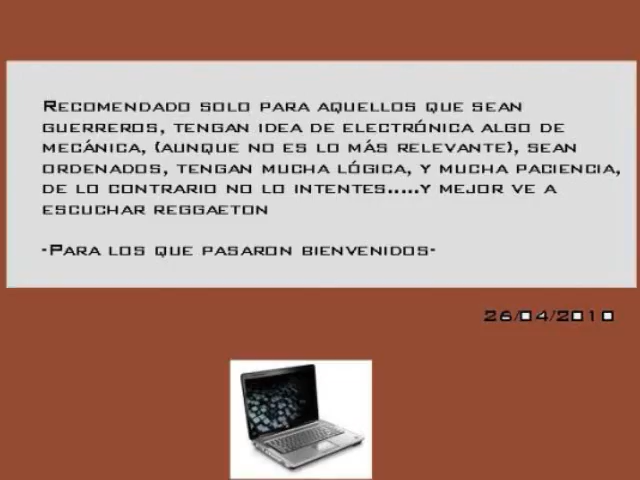 Recomendado solo para aquellos que sean
guerreros, tengan idea de electrónica algo de
mecánica, (aunque no es lo más relevante), sean
ordenados, tengan mucha lógica, y mucha paciencia,
de lo contrario no lo intentes.....y mejor ve a
escuchar reggaeton
-Para los que pasaron bienvenidos-
26/04/2010